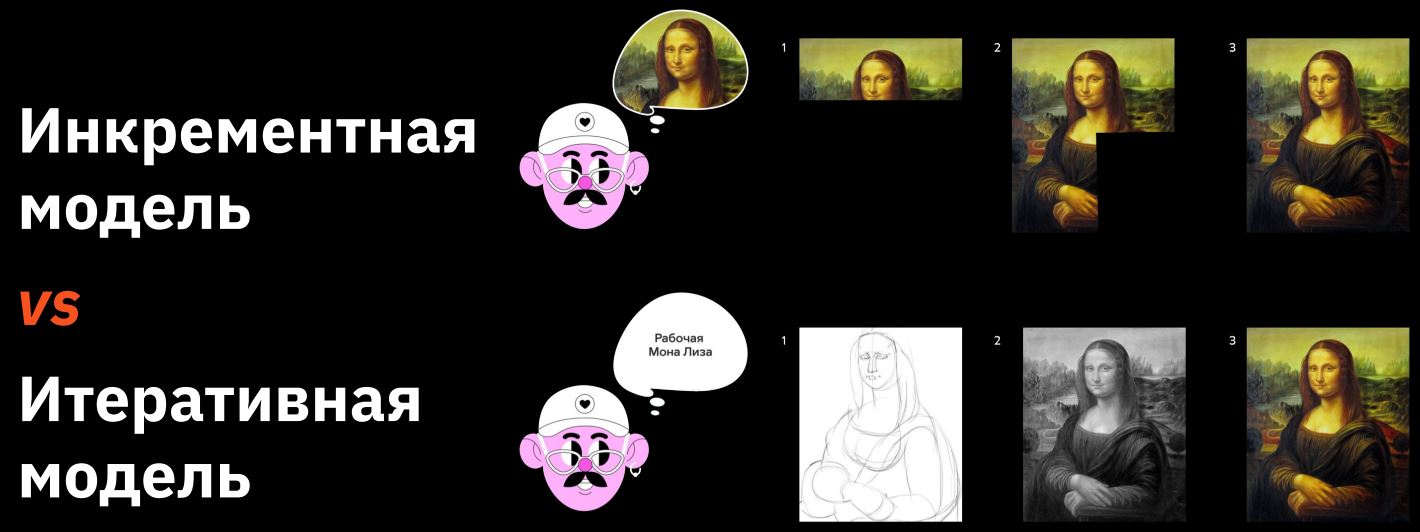 Инкрементная
модель
1
2
3
vs
Рабочая
Мона Лиза
Итеративная
модель
1
2
3